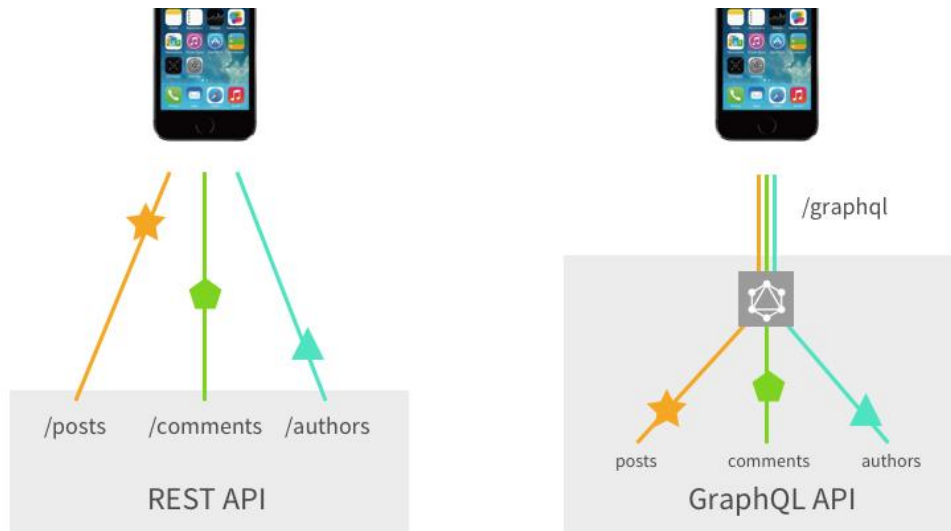 /graphql
/posts
/comments
/authors
posts
comments
authors
REST API
GraphQL API